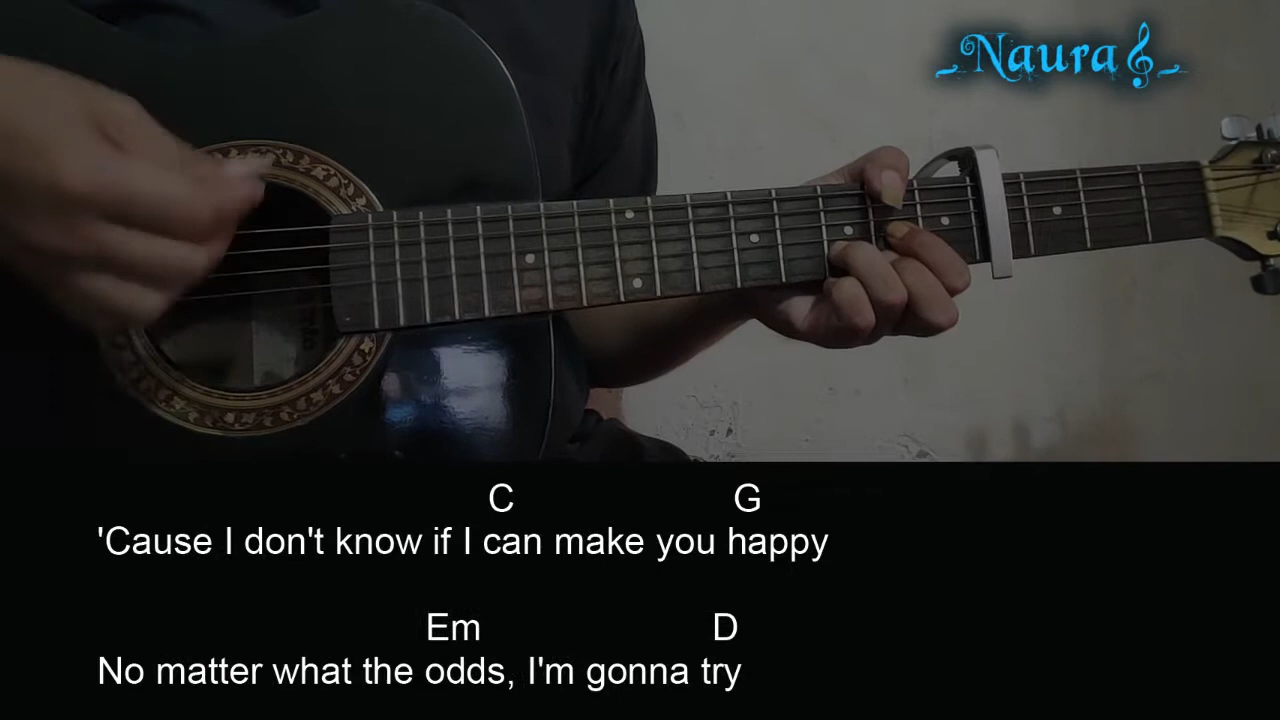 Naura
C G
'Cause I don't know if I can make you happy
Em D
No matter what the odds, I'm gonna try